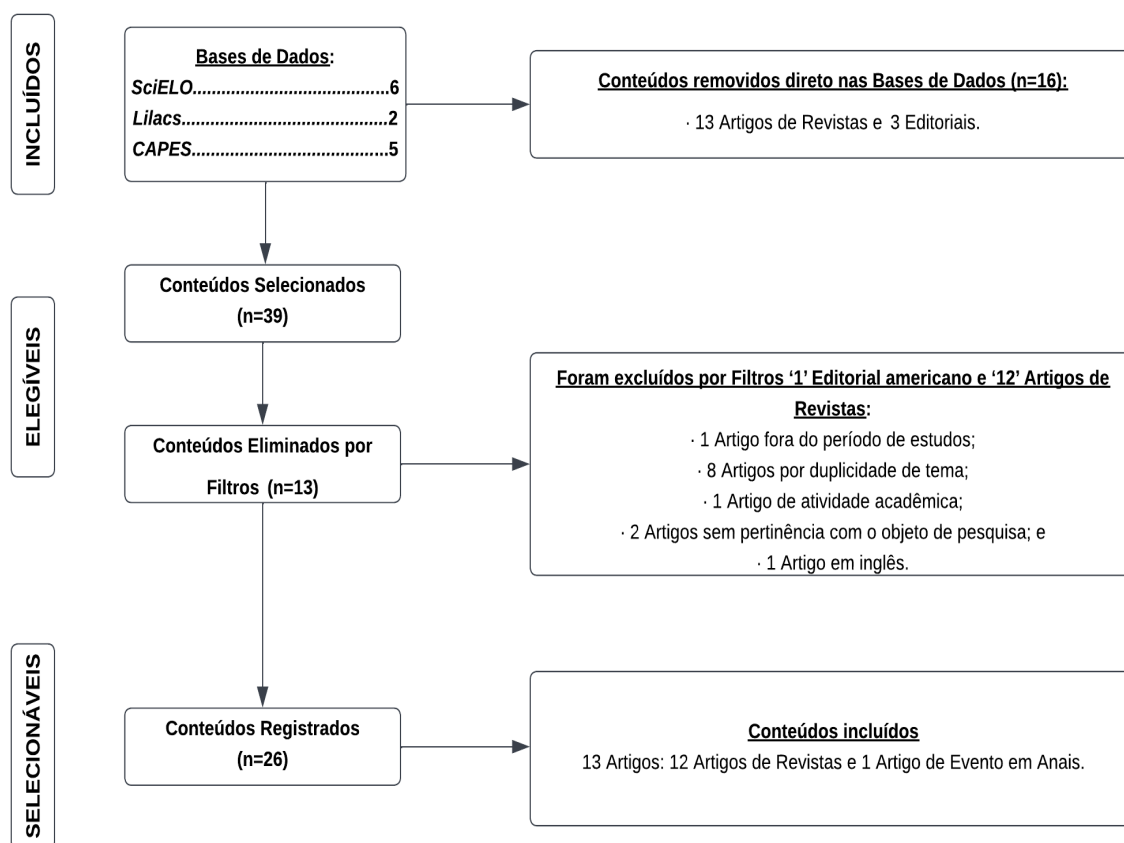 INCLUÍDOS
Bases de Dados:
SciELO..........................................6
Lilacs............................................2
CAPES..........................................5
Conteúdos removidos direto nas Bases de Dados (n=16):
· 13 Artigos de Revistas e 3 Editoriais.
ELEGÍVEIS
Conteúdos Selecionados
(n=39)
Conteúdos Eliminados por
Filtros (n=13)
Foram excluídos por Filtros ‘1’ Editorial americano e ‘12’ Artigos de
Revistas:
· 1 Artigo fora do período de estudos;
· 8 Artigos por duplicidade de tema;
· 1 Artigo de atividade acadêmica;
· 2 Artigos sem pertinência com o objeto de pesquisa; e
· 1 Artigo em inglês.
SELECIONÁVEIS
Conteúdos Registrados
(n=26)
Conteúdos incluídos
13 Artigos: 12 Artigos de Revistas e 1 Artigo de Evento em Anais.